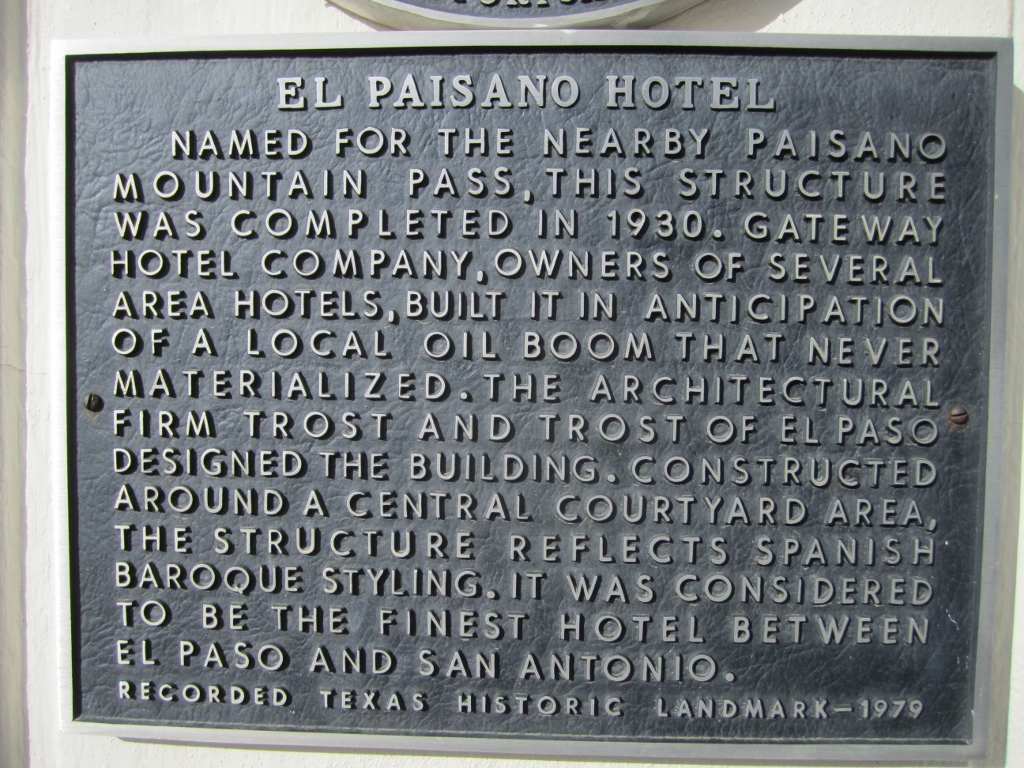 EL PAISANO HOTEL
NAMED FOR THE NEARBY PAISANO
MOUNTAIN PASS, THIS STRUCTURE
WAS COMPLETED IN 1930. GATEWAY
HOTEL COMPANY, OWNERS OF SEVERAL
AREA HOTELS, BUILT IT IN ANTICIPATION
OF A LOCAL OIL BOOM THAT NEVER
MATERIALIZED. THE ARCHITECTURAL
FIRM TROST AND TROST OF EL PASO
DESIGNED THE BUILDING. CONSTRUCTED
AROUND A CENTRAL COURTYARD AREA,
THE STRUCTURE REFLECTS SPANISH
BAROQUE STYLING. IT WAS CONSIDERED
TO BE THE FINEST HOTEL BETWEEN
EL PASO AND SAN ANTONIO.
RECORDED TEXAS HISTORIC LANDMARK—1979